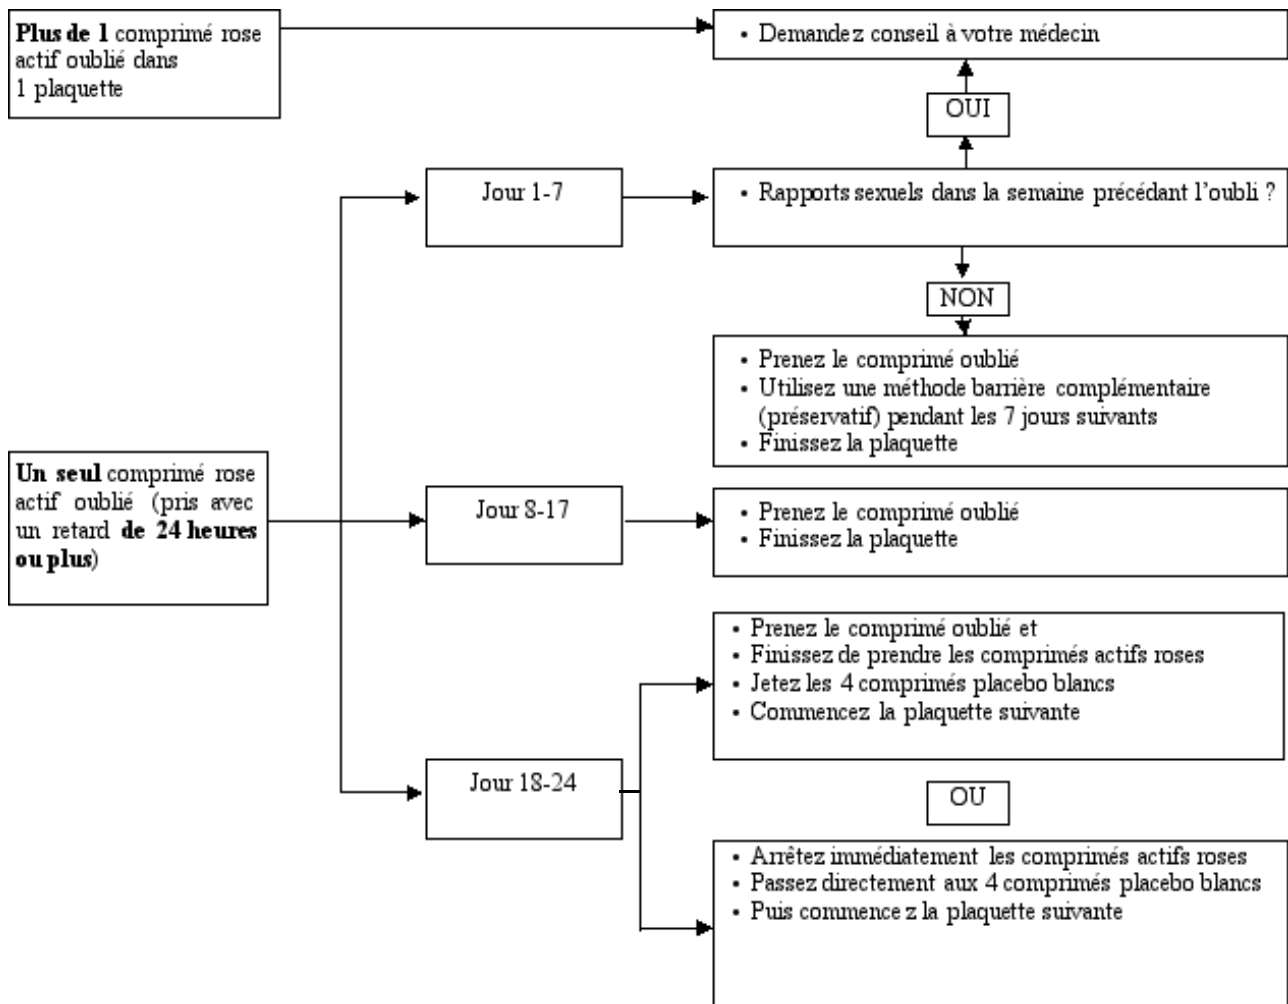 Plus de 1 comprimé rose
actif oublié dans
1 plaquette
• Demandez conseil à votre médecin
OUI
Jour 1-7
• Rapports sexuels dans la semaine précédant l'oubli ?
NON
• Prenez le comprimé oublié
• Utilisez une méthode barrière complémentaire
(préservatif) pendant les 7 jours suivants
• Finissez la plaquette
Un seul comprimé rose
actif oublié (pris avec
un retard de 24 heures
ou plus)
Jour 8-17
• Prenez le comprimé oublié
• Finissez la plaquette
Jour 18-24
• Prenez le comprimé oublié et
• Finissez de prendre les comprimés actifs roses
• Jetez les 4 comprimés placebo blancs
• Commencez la plaquette suivante
OU
• Arrêtez immédiatement les comprimés actifs roses
• Passez directement aux 4 comprimés placebo blancs
• Puis commence z la plaquette suivante